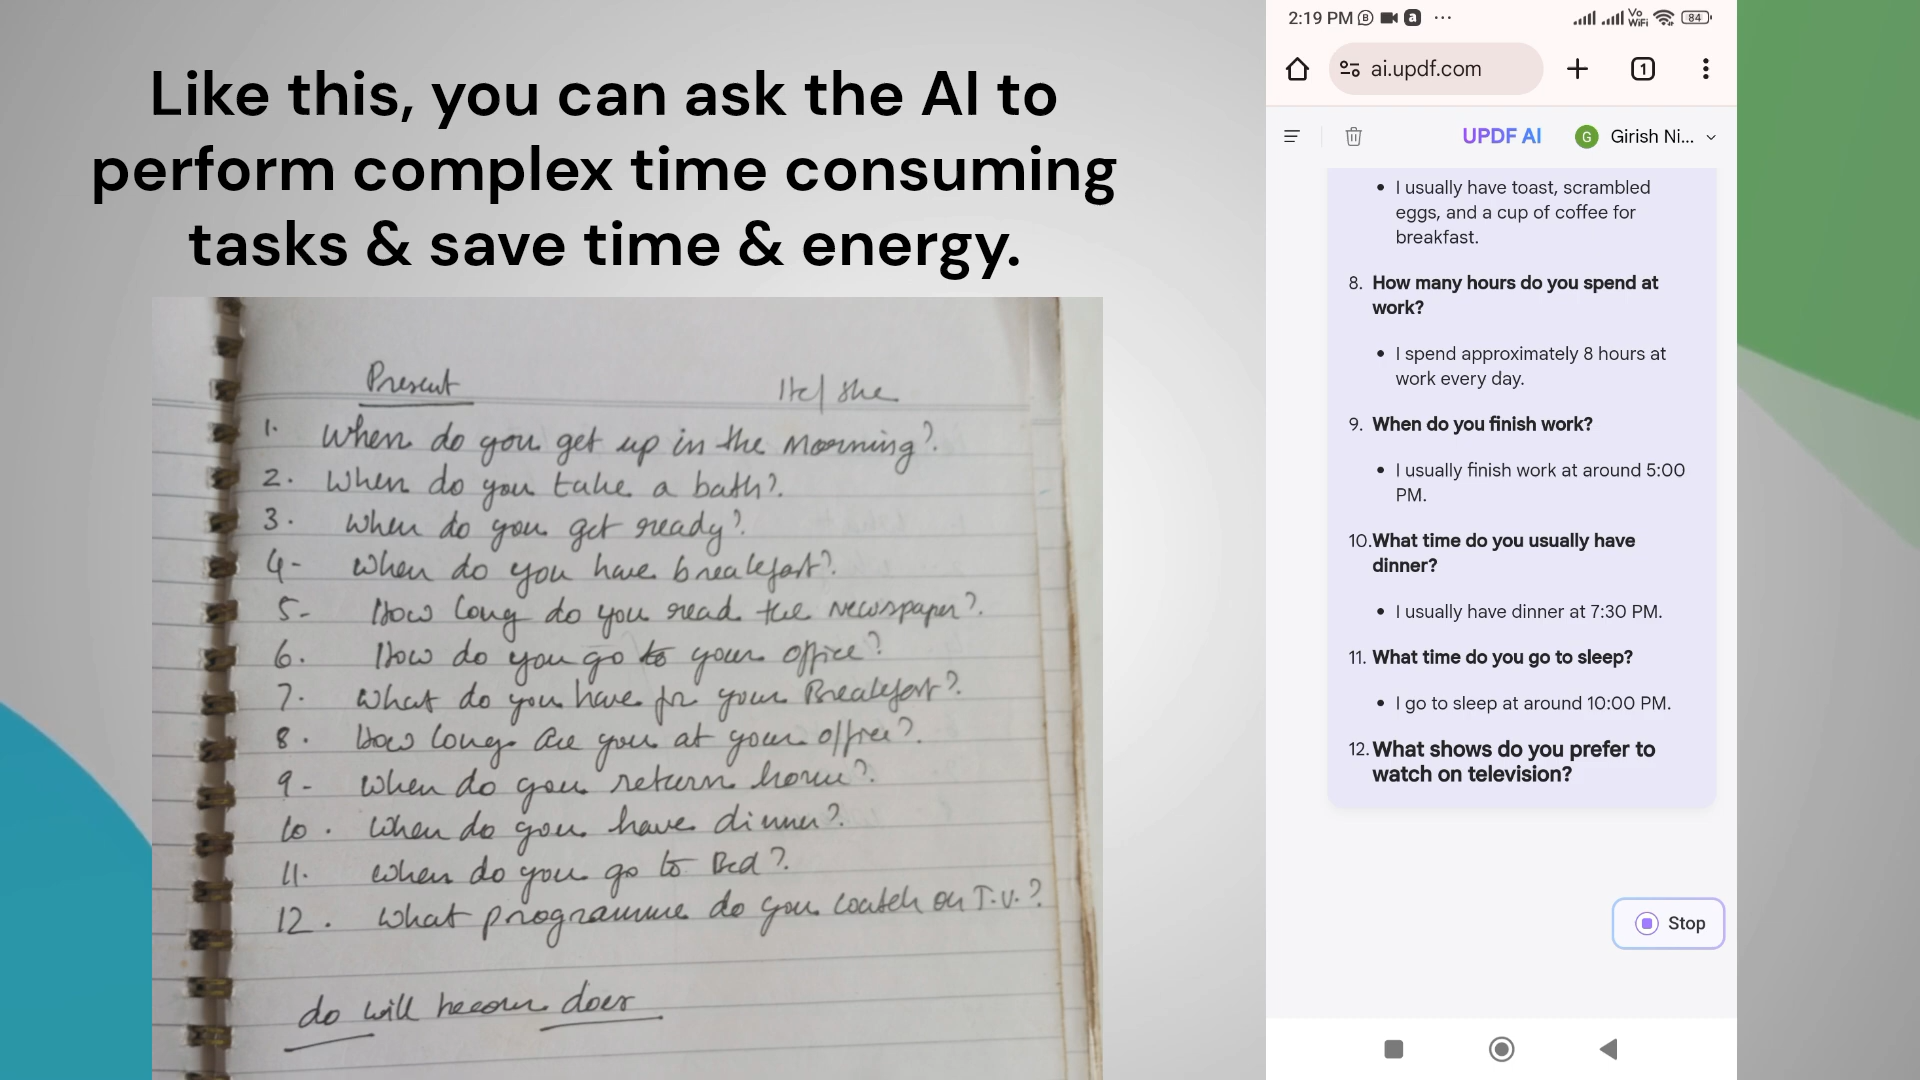 Like this, you can ask the AI to
perform complex time consuming
tasks & save time & energy.
Present
He/She
1. When do you get up in the Morning?
2. When do you take a bath?
3. When do you get ready?
4- When do you have breakfast?
5- How long do you read the Newspaper?
6. How do you go to your office?
7. What do you have for your Breakfast?
8. How long are you at your office?
9- When do you return home?
10. When do you have dinner?
11. When do you go to Bed?
12. What programme do you watch on T.V.?
do will become does
2:19 PM
Vo
WiFi
84
ai.updf.com
1
UPDF AI
G
Girish Ni...
• I usually have toast, scrambled
eggs, and a cup of coffee for
breakfast.
8. How many hours do you spend at
work?
• I spend approximately 8 hours at
work every day.
9. When do you finish work?
• I usually finish work at around 5:00
PM.
10. What time do you usually have
dinner?
• I usually have dinner at 7:30 PM.
11. What time do you go to sleep?
• I go to sleep at around 10:00 PM.
12. What shows do you prefer to
watch on television?
Stop